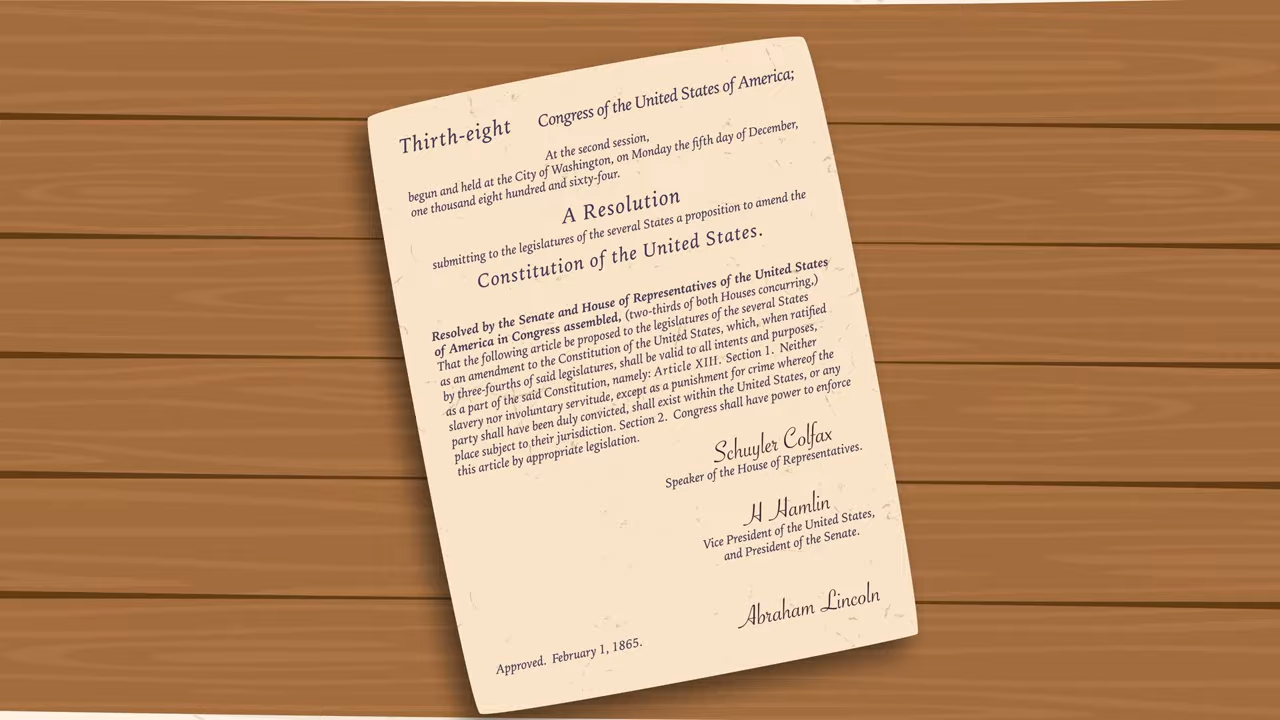 Thirth-eight Congress of the United States of America;
At the second session,
begun and held at the City of Washington, on Monday the fifth day of December,
one thousand eight hundred and sixty-four.
A Resolution
submitting to the legislatures of the several States a proposition to amend the
Constitution of the United States.
Resolved by the Senate and House of Representatives of the United States
of America in Congress assembled, (two-thirds of both Houses concurring,)
That the following article be proposed to the legislatures of the several States
as an amendment to the Constitution of the United States, which, when ratified
by three-fourths of said legislatures, shall be valid to all intents and purposes,
as a part of the said Constitution, namely: Article XIII. Section 1. Neither
slavery nor involuntary servitude, except as a punishment for crime whereof the
party shall have been duly convicted, shall exist within the United States, or any
place subject to their jurisdiction. Section 2. Congress shall have power to enforce
this article by appropriate legislation.
Schuyler Colfax
Speaker of the House of Representatives.
H Hamlin
Vice President of the United States,
and President of the Senate.
Abraham Lincoln
Approved. February 1, 1865.